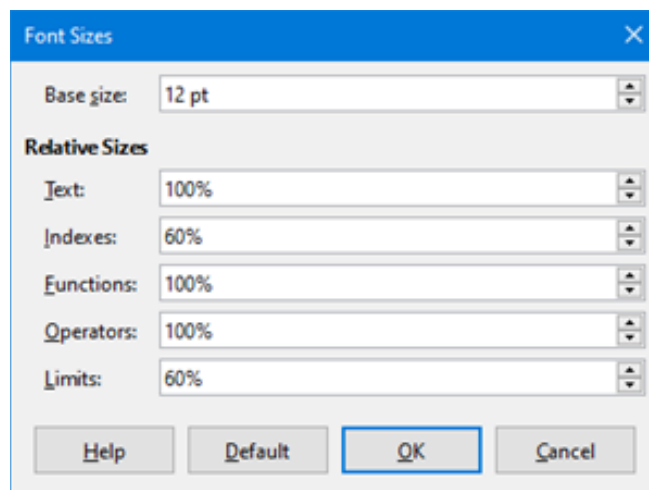 Font Sizes
Base size: 12 pt
Relative Sizes
Text: 100%
Indexes: 60%
Functions: 100%
Operators: 100%
Limits: 60%
Help Default OK Cancel